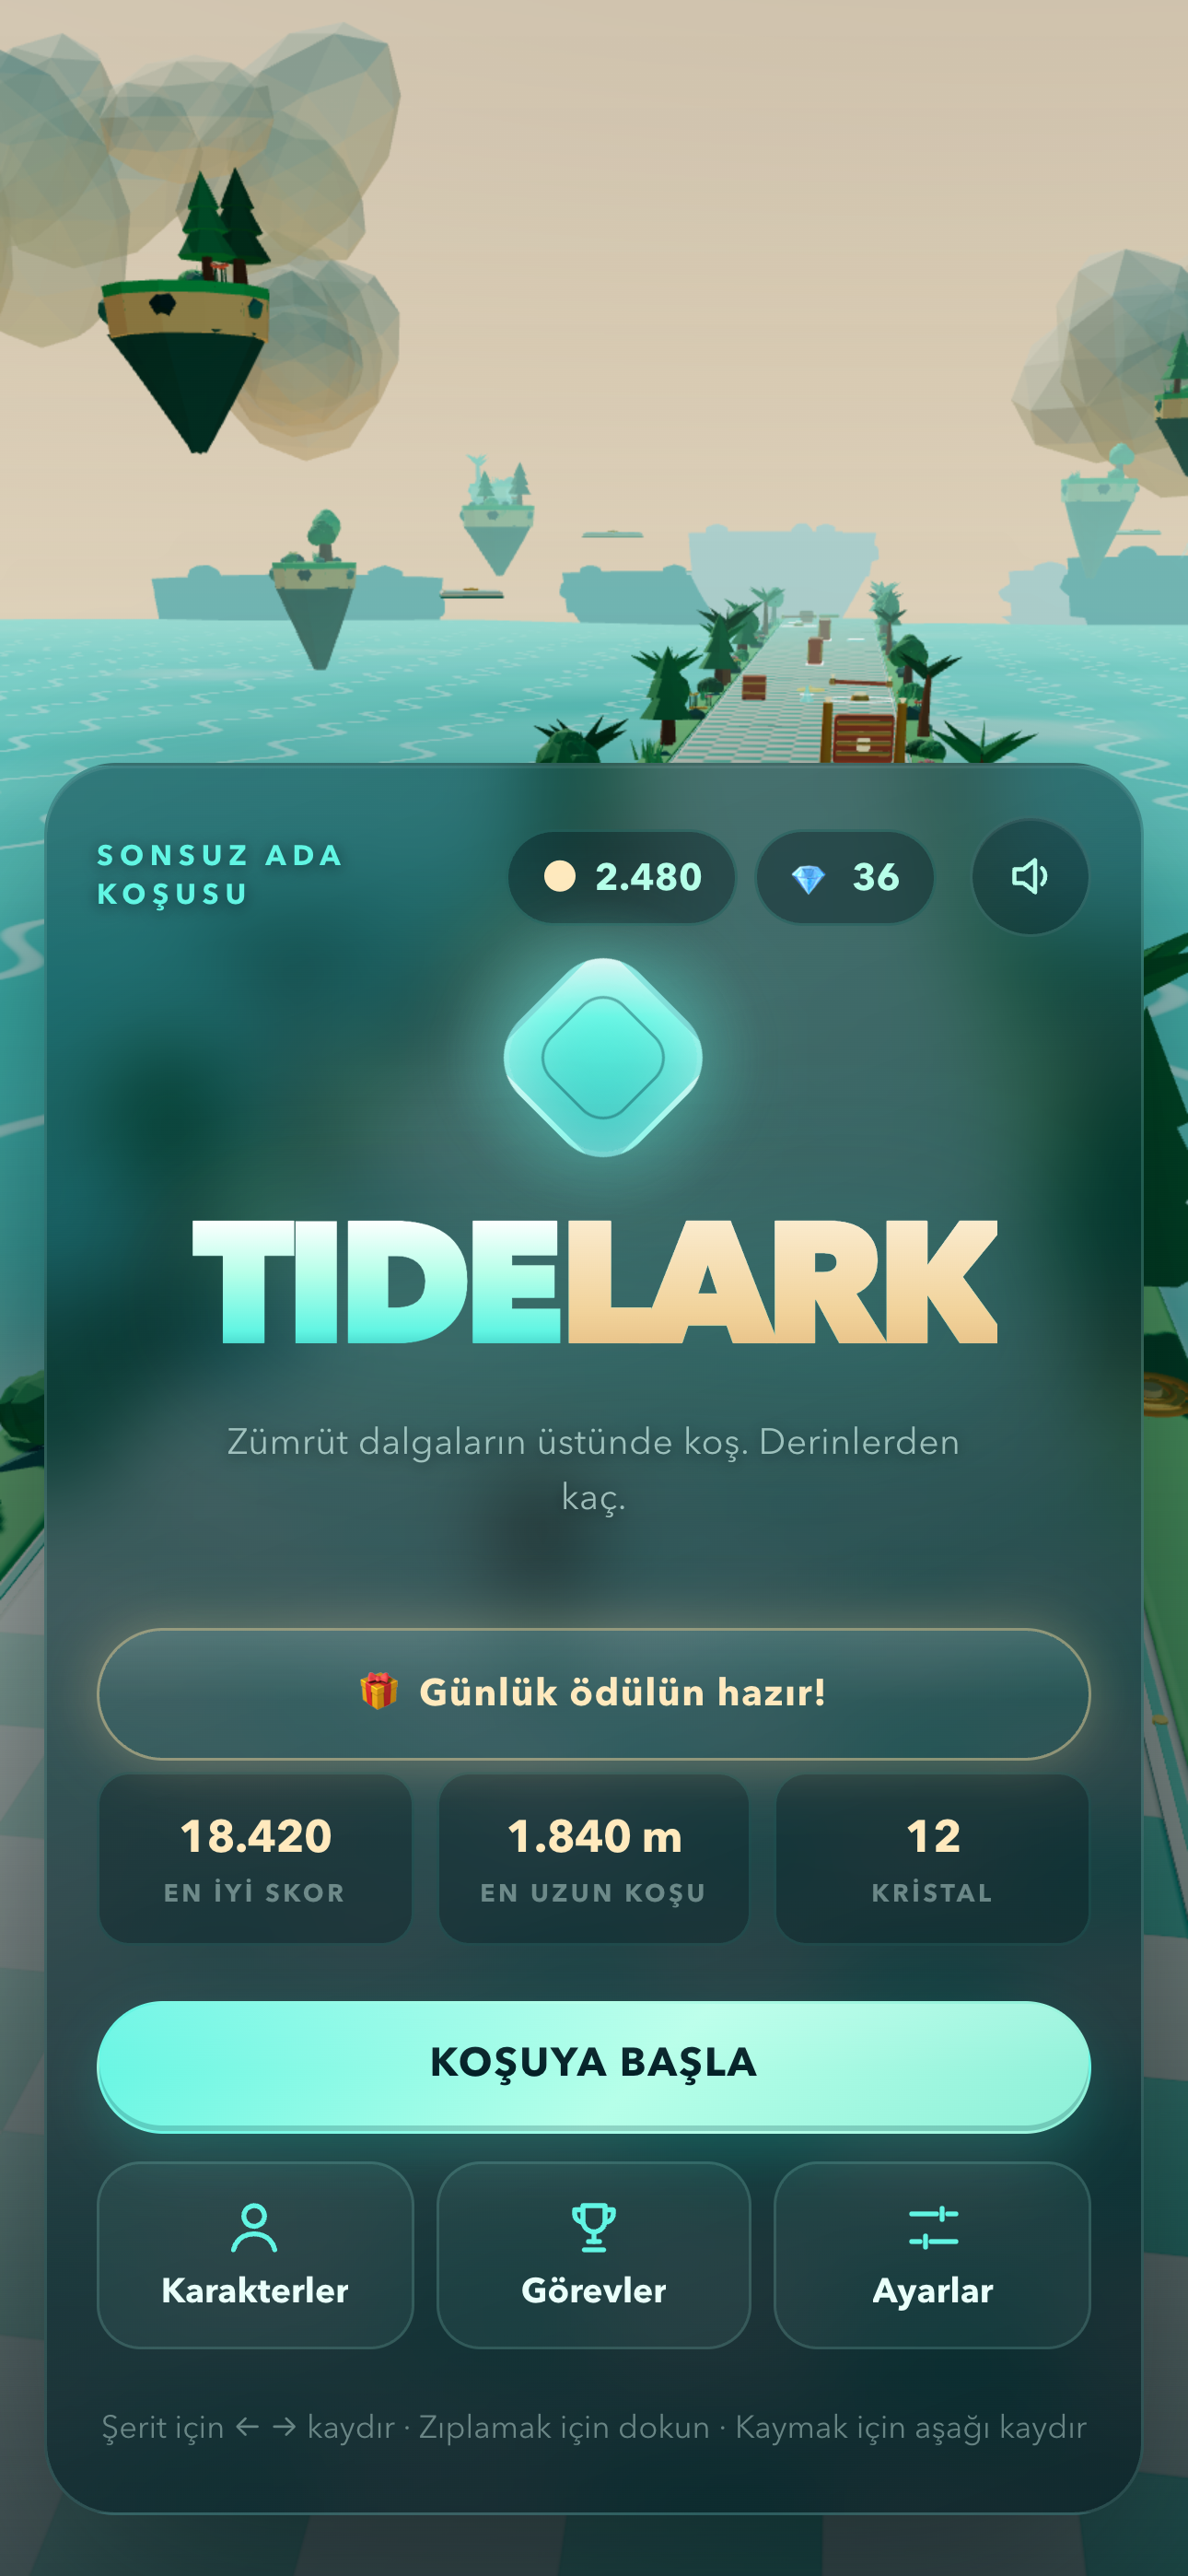 SONSUZ ADA
KOŞUSU
2.480
36
TIDELARK
Zümrüt dalgaların üstünde koş. Derinlerden
kaç.
Günlük ödülün hazır!
18.420
EN İYİ SKOR
1.840 m
EN UZUN KOŞU
12
KRİSTAL
KOŞUYA BAŞLA
Karakterler
Görevler
Ayarlar
Şerit için ← → kaydır · Zıplamak için dokun · Kaymak için aşağı kaydır